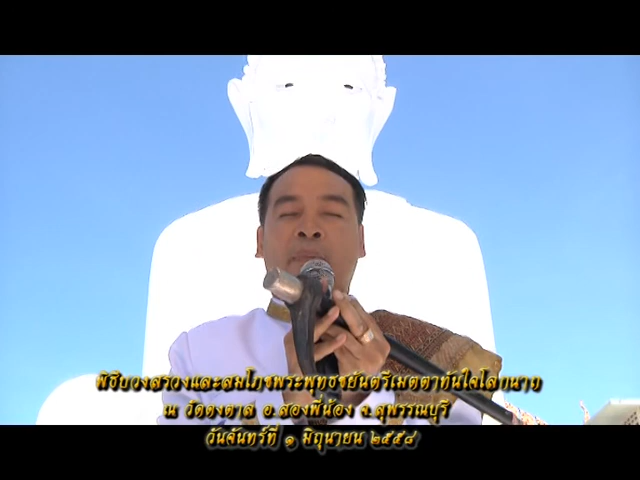 พิธีบวงสรวงและสมโภชพระพุทธชยันตรีเมตตาทันใจโลกนาถ
ณ วัดดงตาล อ.สองพี่น้อง จ.สุพรรณบุรี
วันจันทร์ที่ ๑ มิถุนายน ๒๕๕๘